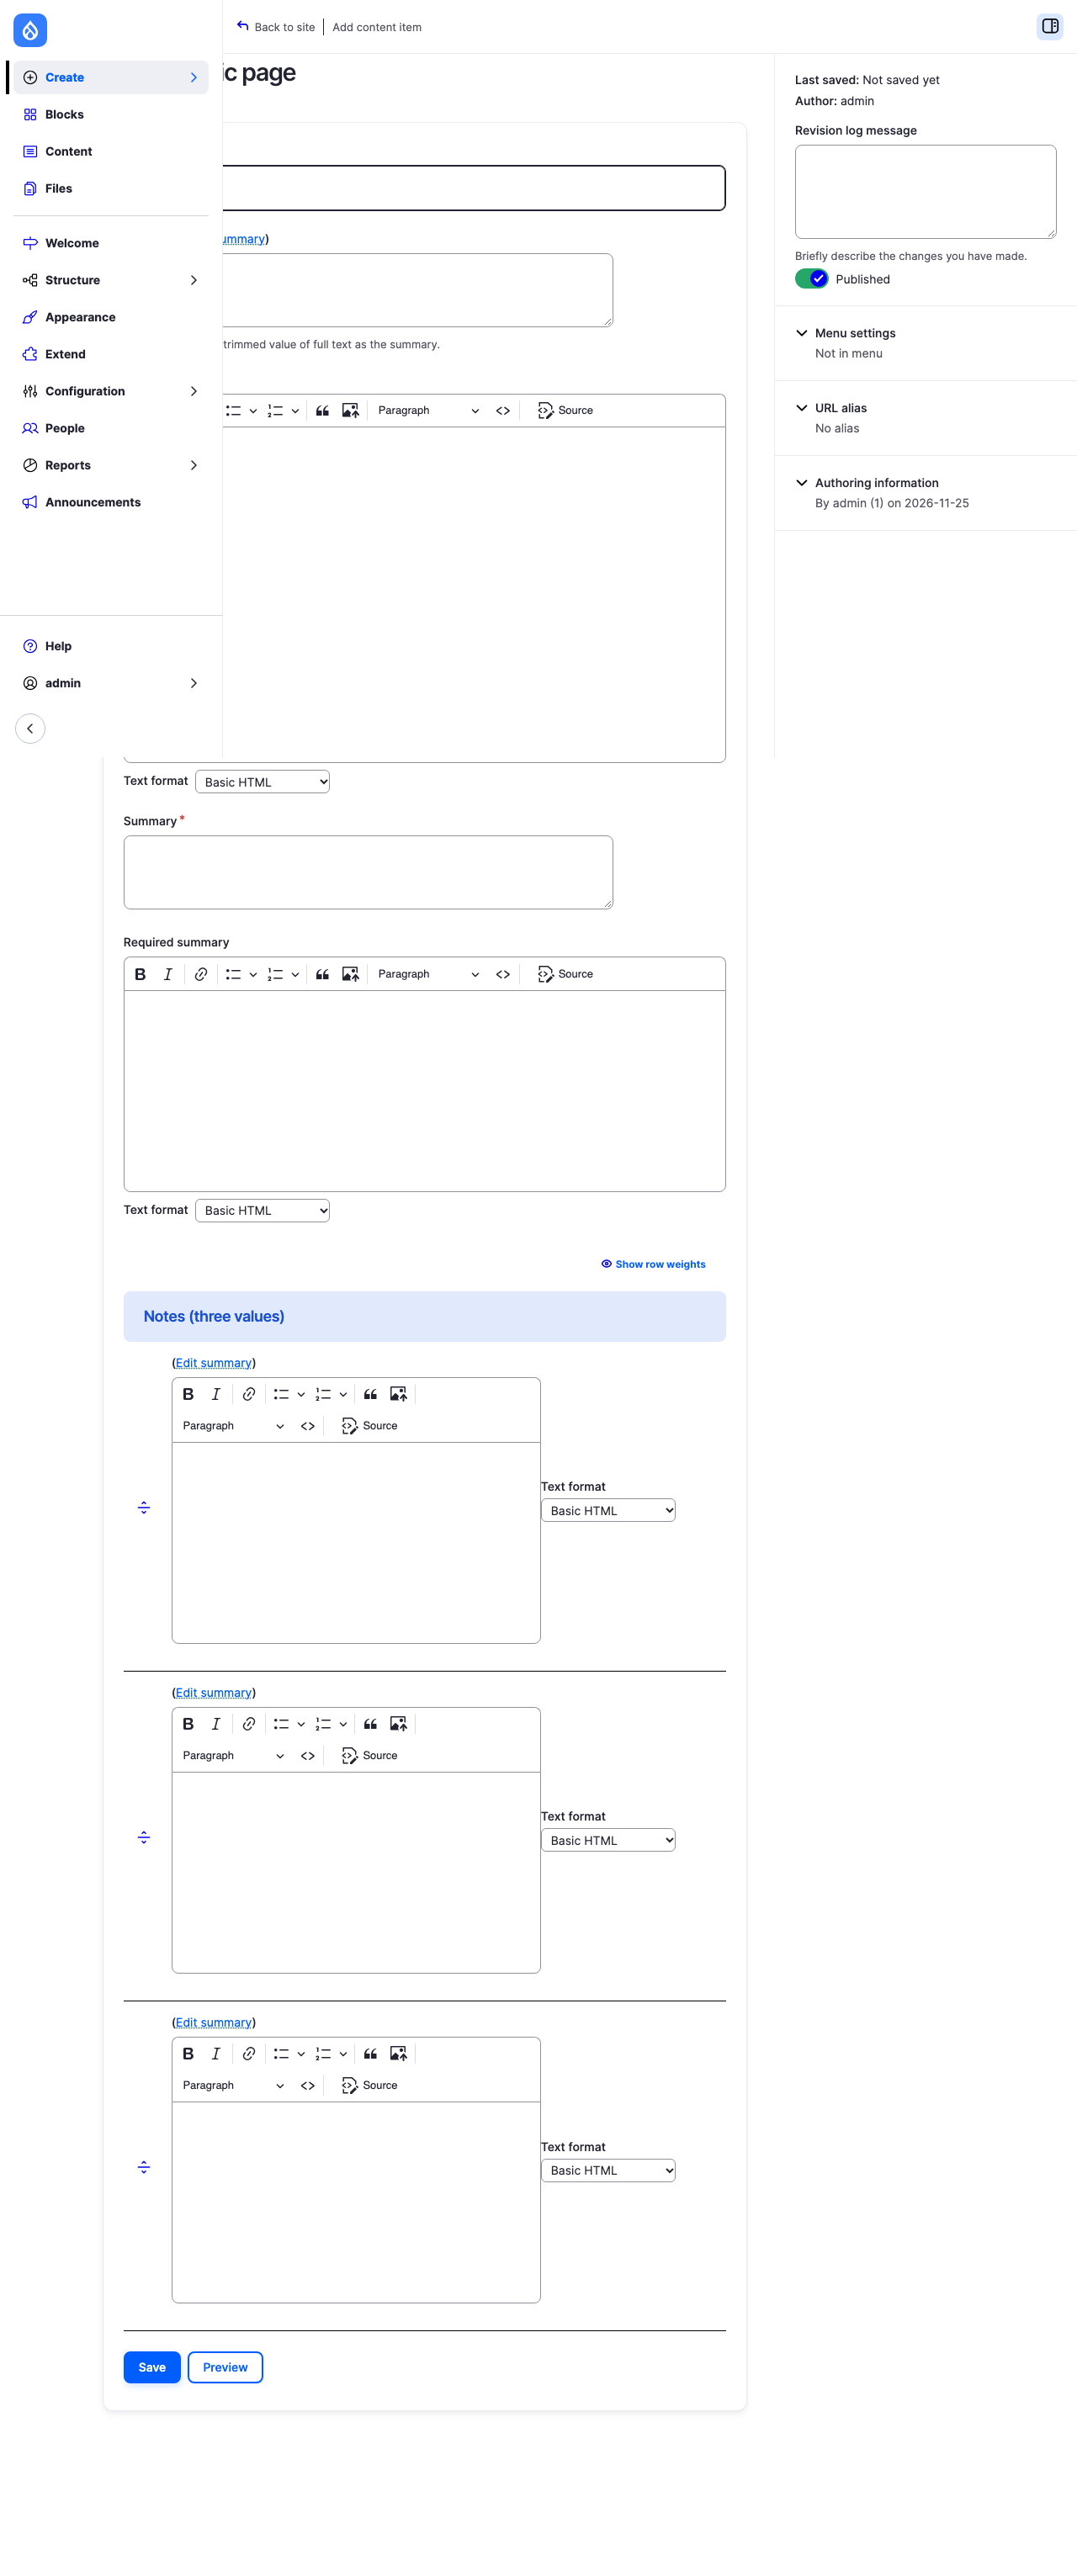 Create
Blocks
Content
Files
Welcome
Structure
Appearance
Extend
Configuration
People
Reports
Announcements
Help
admin
Back to site
Add content item
ic page
ummary)
trimmed value of full text as the summary.
Paragraph
Source
Text format
Basic HTML
Summary*
Required summary
Paragraph
Source
Text format
Basic HTML
Show row weights
Notes (three values)
(Edit summary)
Paragraph
Source
Text format
Basic HTML
(Edit summary)
Paragraph
Source
Text format
Basic HTML
(Edit summary)
Paragraph
Source
Text format
Basic HTML
Save
Preview
Last saved: Not saved yet
Author: admin
Revision log message
Briefly describe the changes you have made.
Published
Menu settings
Not in menu
URL alias
No alias
Authoring information
By admin (1) on 2026-11-25